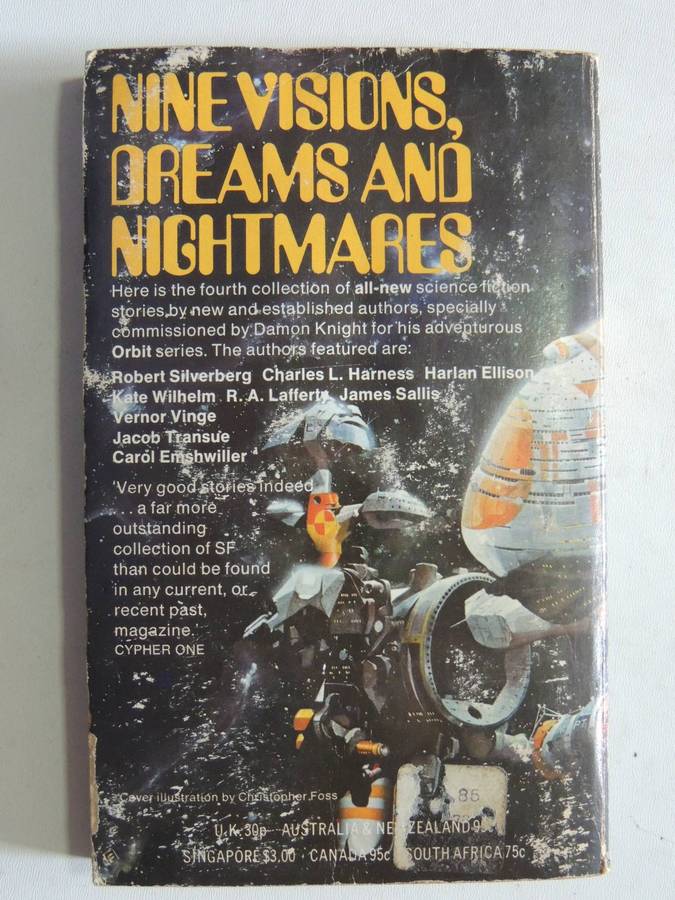 NINE VISIONS,
DREAMS AND
NIGHTMARES
Here is the fourth collection of all-new science fiction
stories by new and established authors, specially
commissioned by Damon Knight for his adventurous
Orbit series. The authors featured are:
Robert Silverberg Charles L. Harness Harlan Ellison
Kate Wilhelm R. A. Lafferty James Sallis
Vernor Vinge
Jacob Transue
Carol Emshwiller
'Very good stories indeed
. . . a far more
outstanding
collection of SF
than could be found
in any current, or
recent past,
magazine.
CYPHER ONE
Cover illustration by Christopher Foss
86
U.K. 30p AUSTRALIA & NEW ZEALAND 95c
SINGAPORE $3.00 · CANADA 95c SOUTH AFRICA 75c